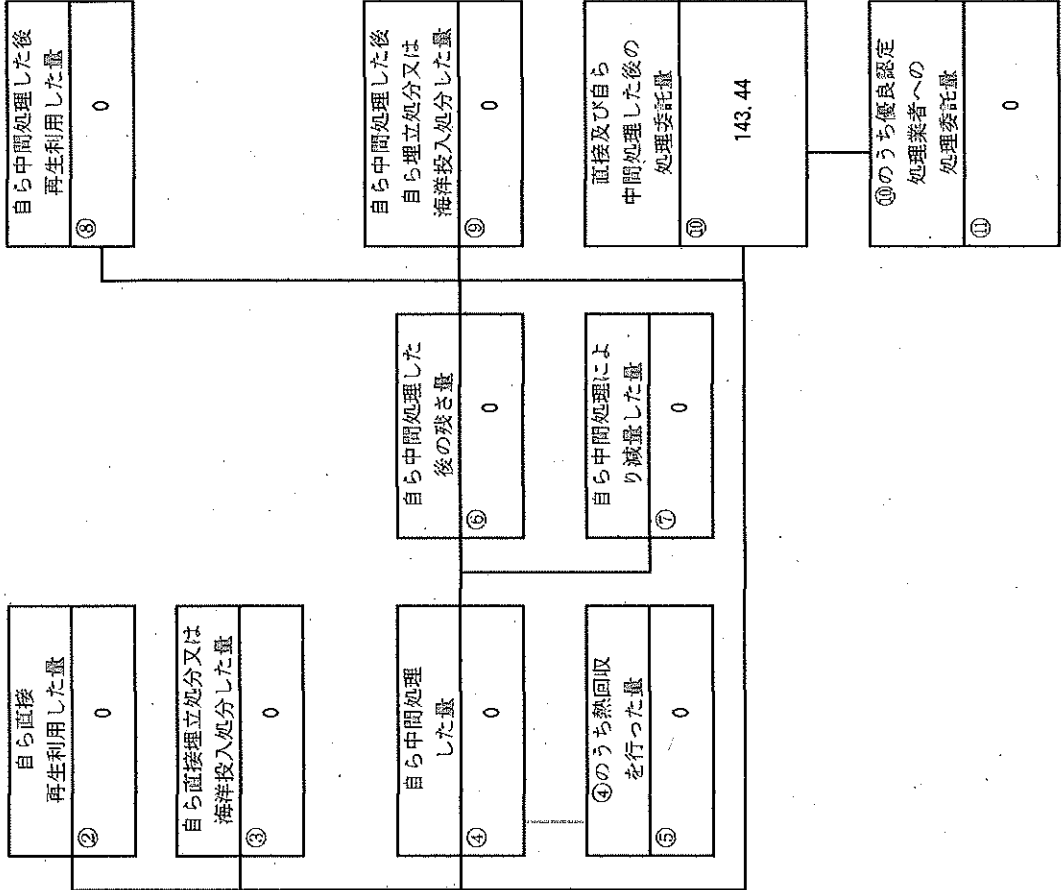 自ら直接
再生利用した量
②
0
自ら直接埋立処分又は
海洋投入処分した量
③
0
自ら中間処理
した量
④
0
④のうち熱回収
を行った量
⑤
0
自ら中間処理した
後の残さ量
⑥
0
自ら中間処理によ
り減量した量
⑦
0
自ら中間処理した後
再生利用した量
⑧
0
自ら中間処理した後
自ら埋立処分又は
海洋投入処分した量
⑨
0
直接及び自ら
中間処理した後の
処理委託量
⑩
143.44
⑩のうち優良認定
処理業者への
処理委託量
⑪
0